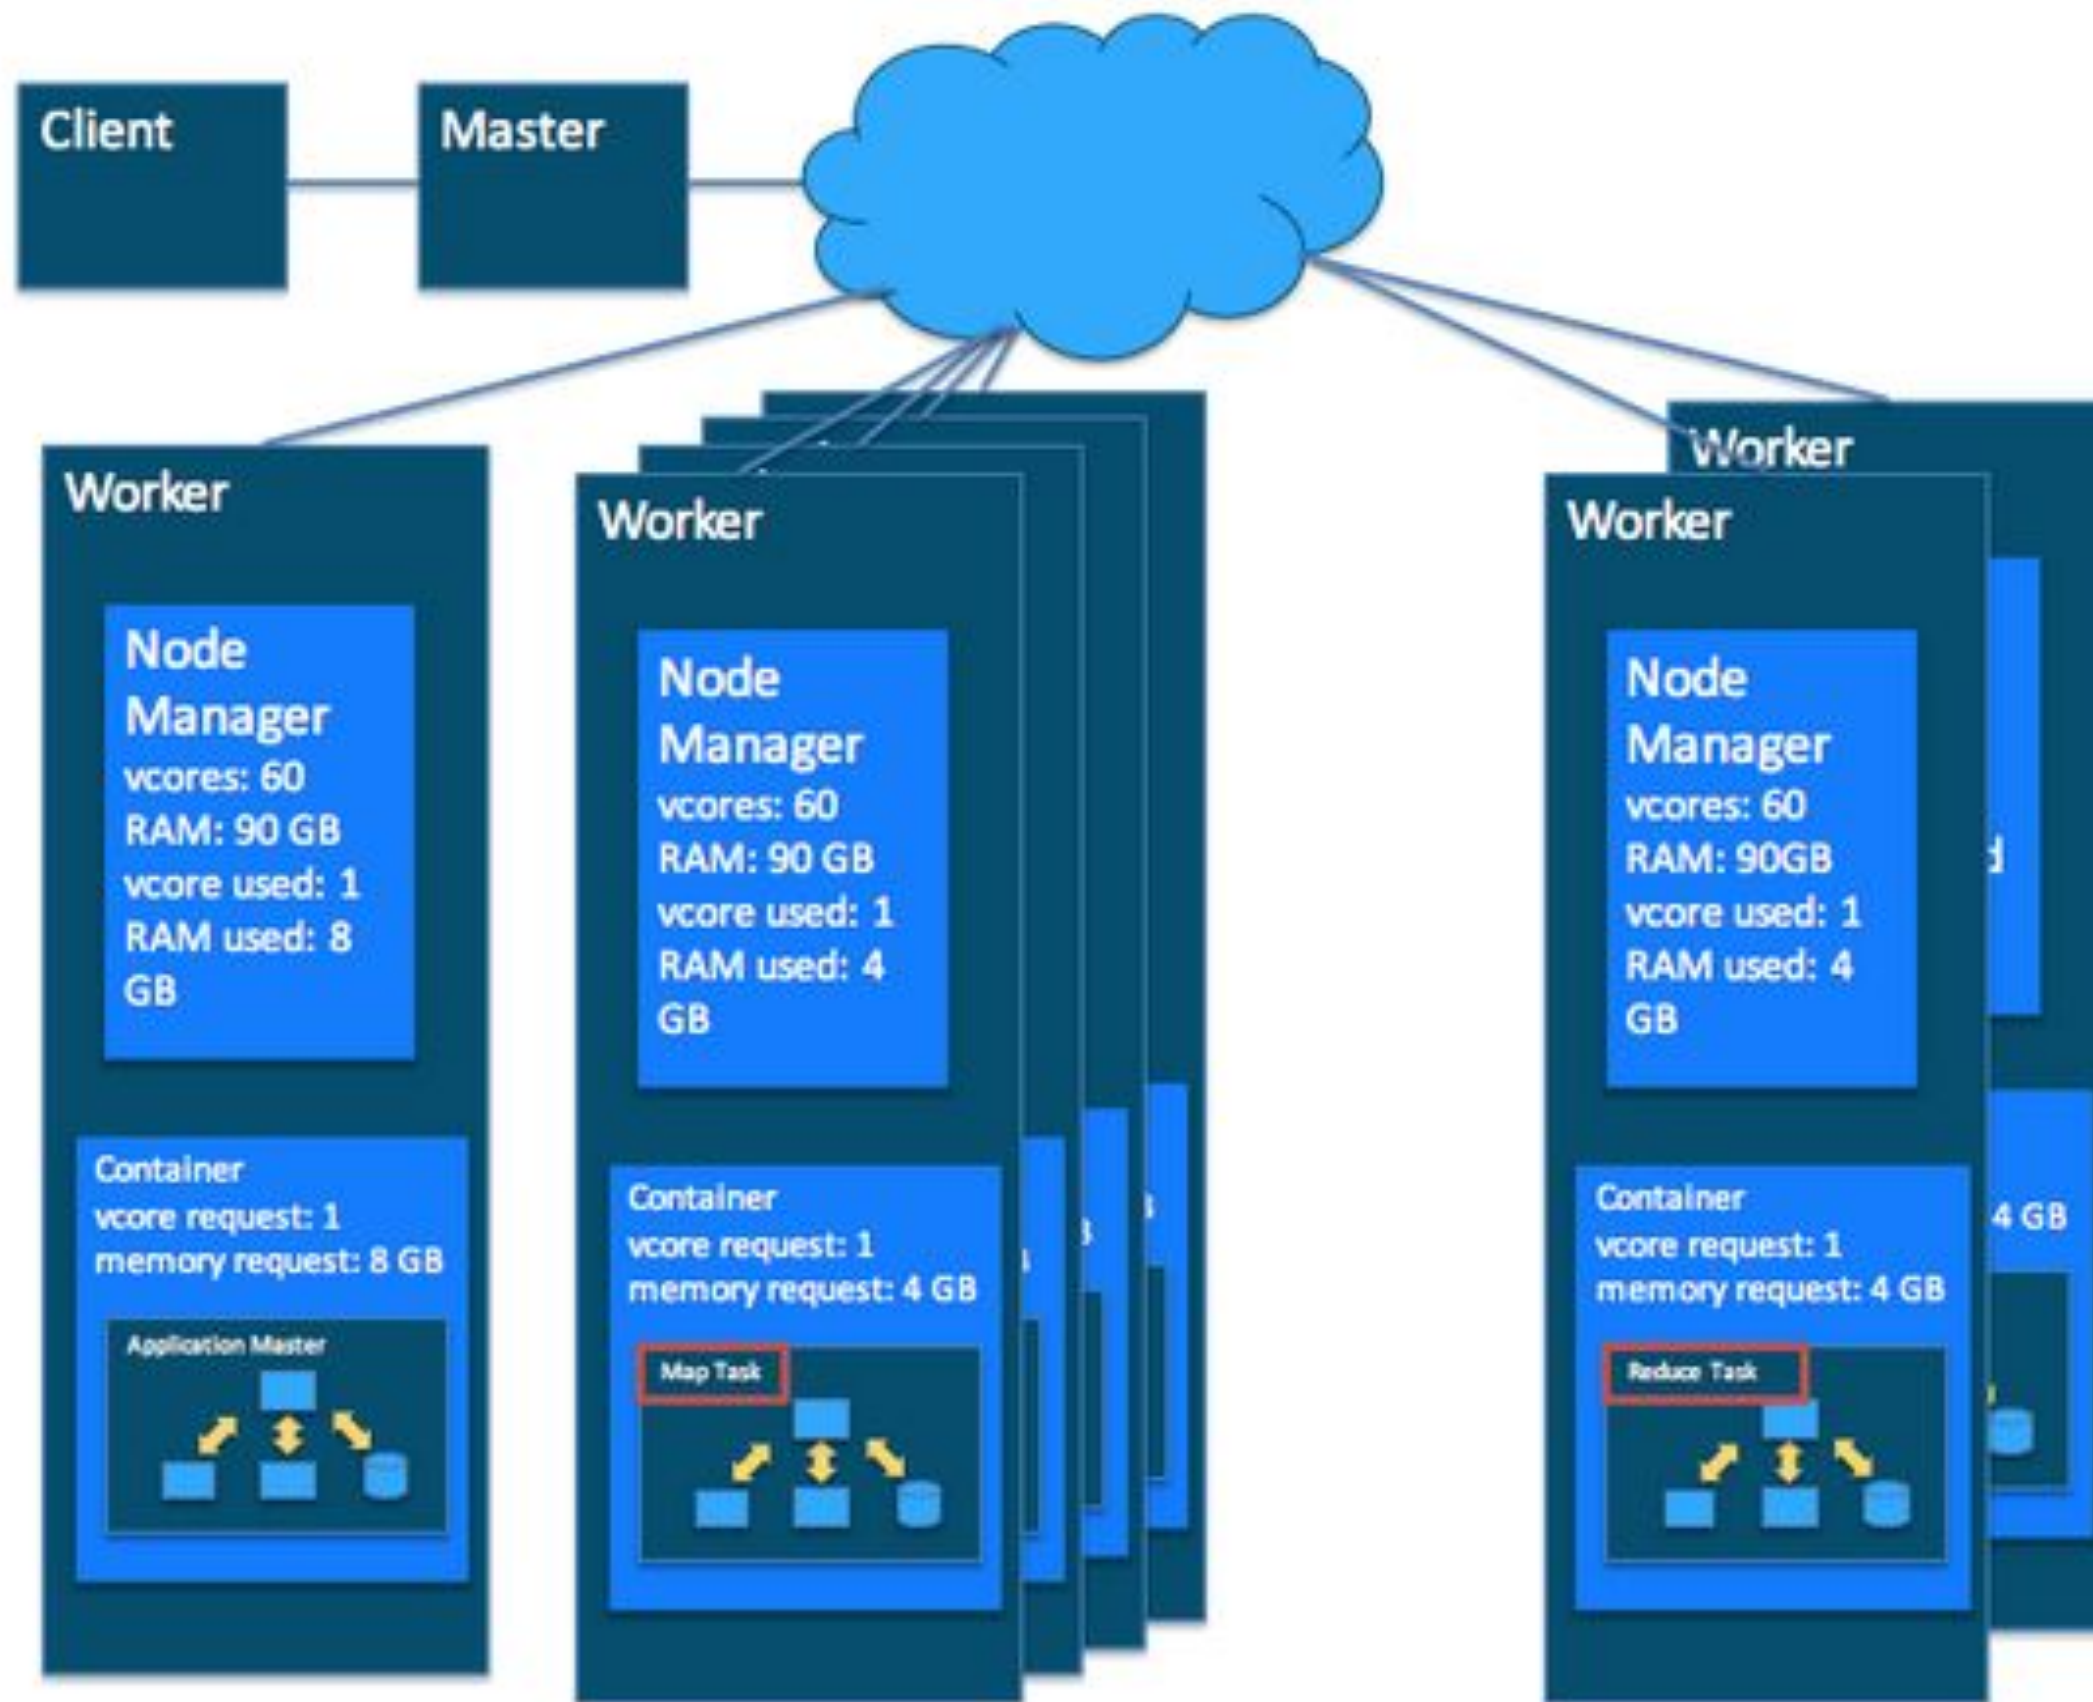 Client
Master
Worker
Node
Manager
vcores: 60
RAM: 90 GB
vcore used: 1
RAM used: 8
GB
Container
vcore request: 1
memory request: 8 GB
Application Master
Worker
Node
Manager
vcores: 60
RAM: 90 GB
vcore used: 1
RAM used: 4
GB
Container
vcore request: 1
memory request: 4 GB
Map Task
Worker
4 GB
Worker
Node
Manager
vcores: 60
RAM: 90GB
vcore used: 1
RAM used: 4
GB
Container
vcore request: 1
memory request: 4 GB
Reduce Task